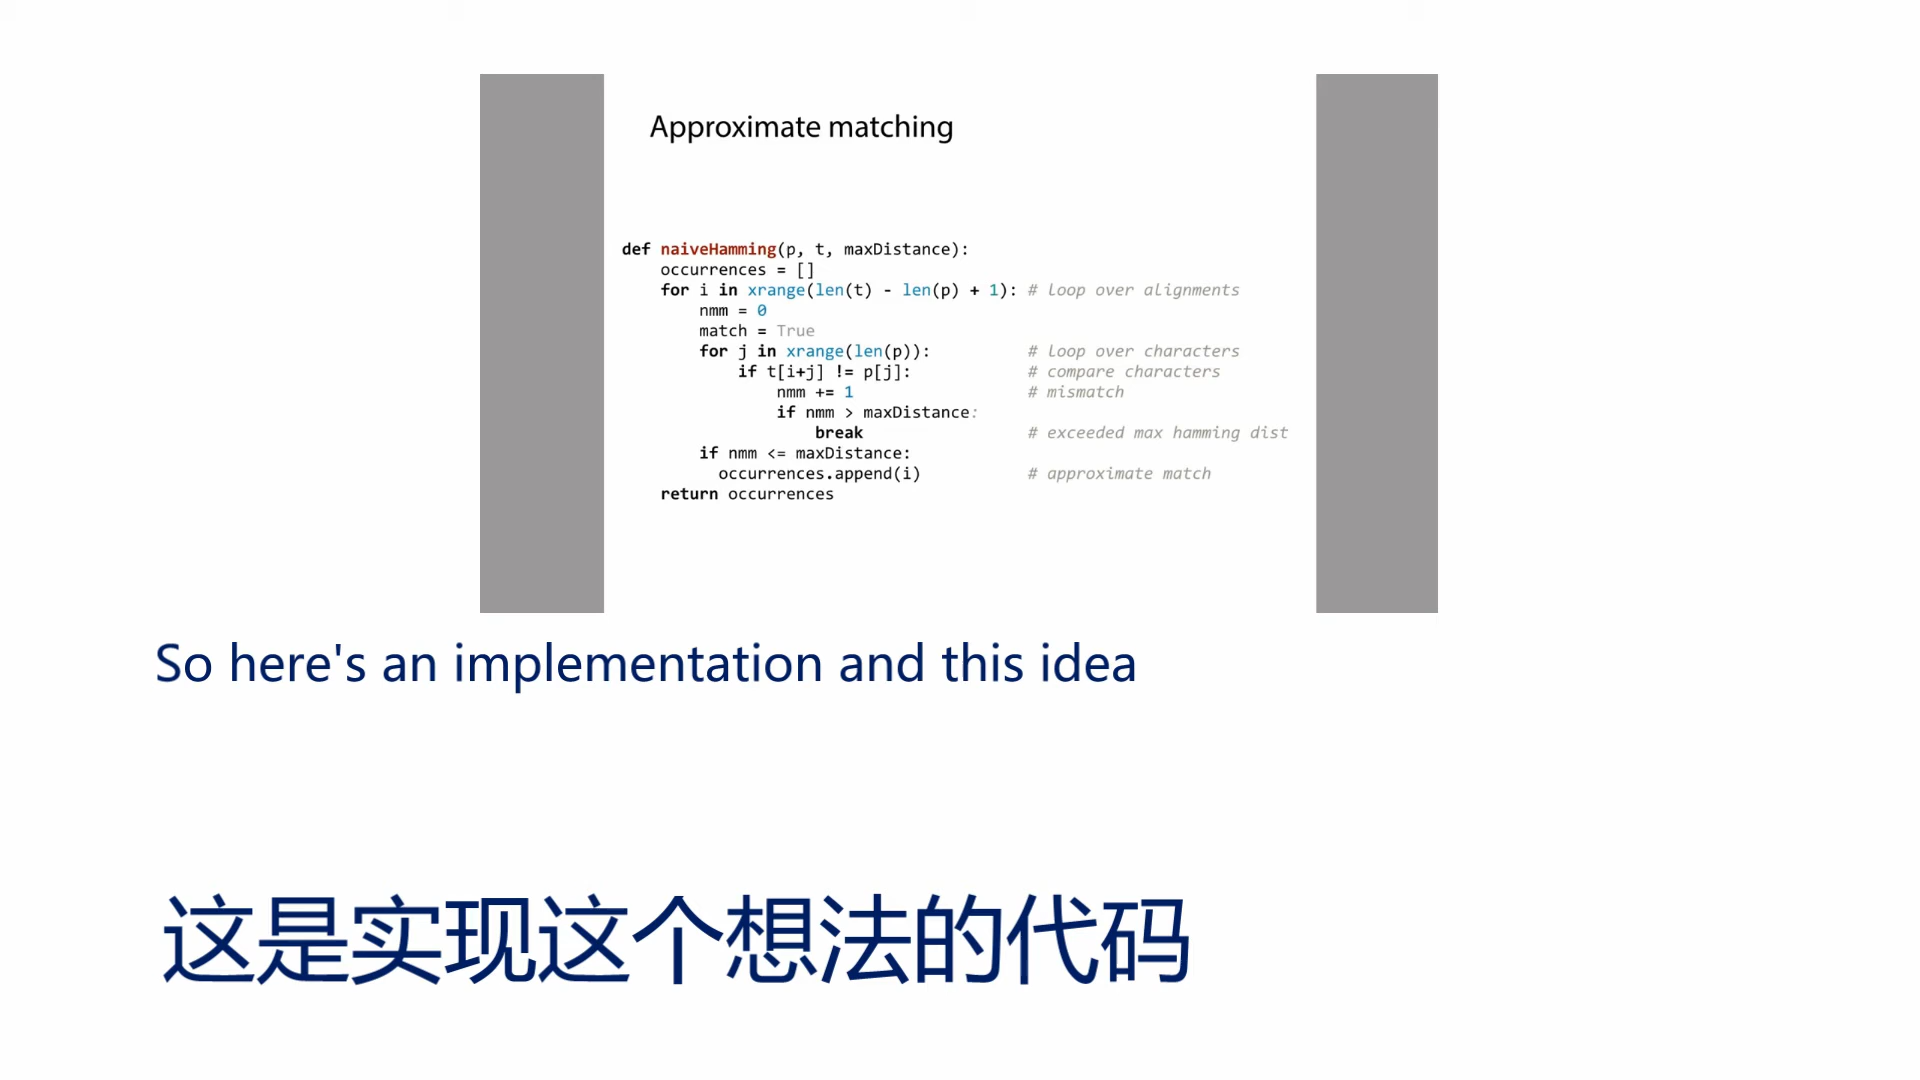 Approximate matching
def naiveHamming(p, t, maxDistance):
    occurrences = []
    for i in xrange(len(t) - len(p) + 1): # loop over alignments
        nmm = 0
        match = True
        for j in xrange(len(p)):          # loop over characters
            if t[i+j] != p[j]:            # compare characters
                nmm += 1                  # mismatch
                if nmm > maxDistance:
                    break                 # exceeded max hamming dist
        if nmm <= maxDistance:
          occurrences.append(i)           # approximate match
    return occurrences
So here's an implementation and this idea
这是实现这个想法的代码